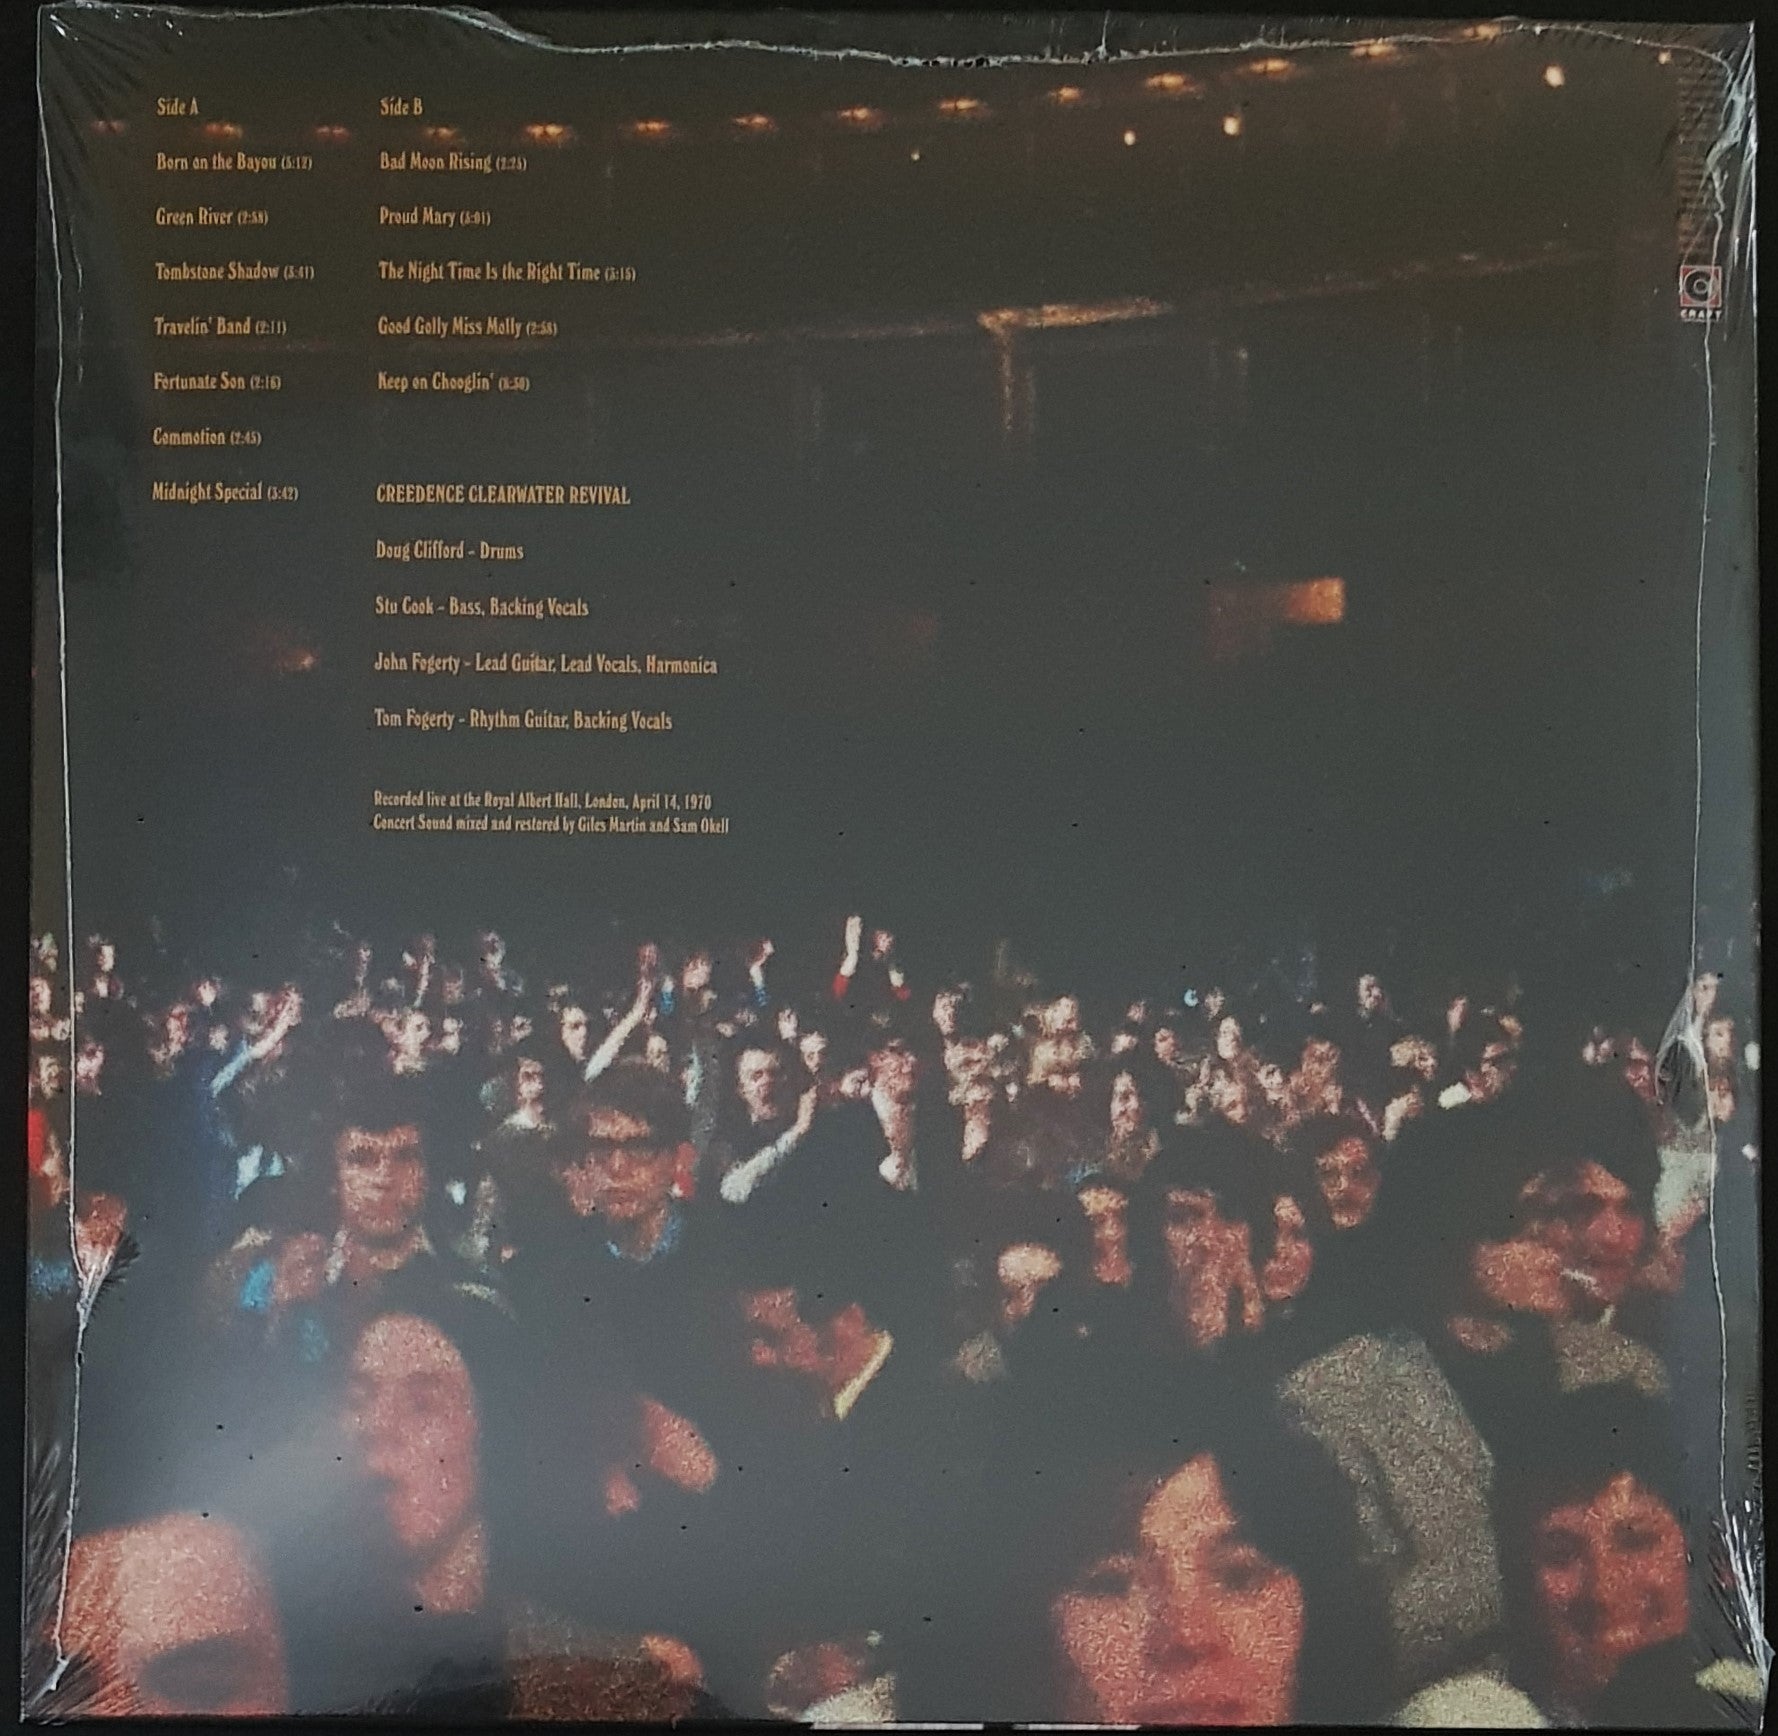 Side A
Born on the Bayou (5:12)
Green River (2:58)
Tombstone Shadow (3:41)
Travelin' Band (2:11)
Fortunate Son (2:16)
Commotion (2:45)
Midnight Special (3:42)
Side B
Bad Moon Rising (2:25)
Proud Mary (5:01)
The Night Time Is the Right Time (3:15)
Good Golly Miss Molly (2:58)
Keep on Chooglin' (8:50)
CREEDENCE CLEARWATER REVIVAL
Doug Clifford - Drums
Stu Cook - Bass, Backing Vocals
John Fogerty - Lead Guitar, Lead Vocals, Harmonica
Tom Fogerty - Rhythm Guitar, Backing Vocals
Recorded live at the Royal Albert Hall, London, April 14, 1970
Concert Sound mixed and restored by Giles Martin and Sam Okell
CRAFT